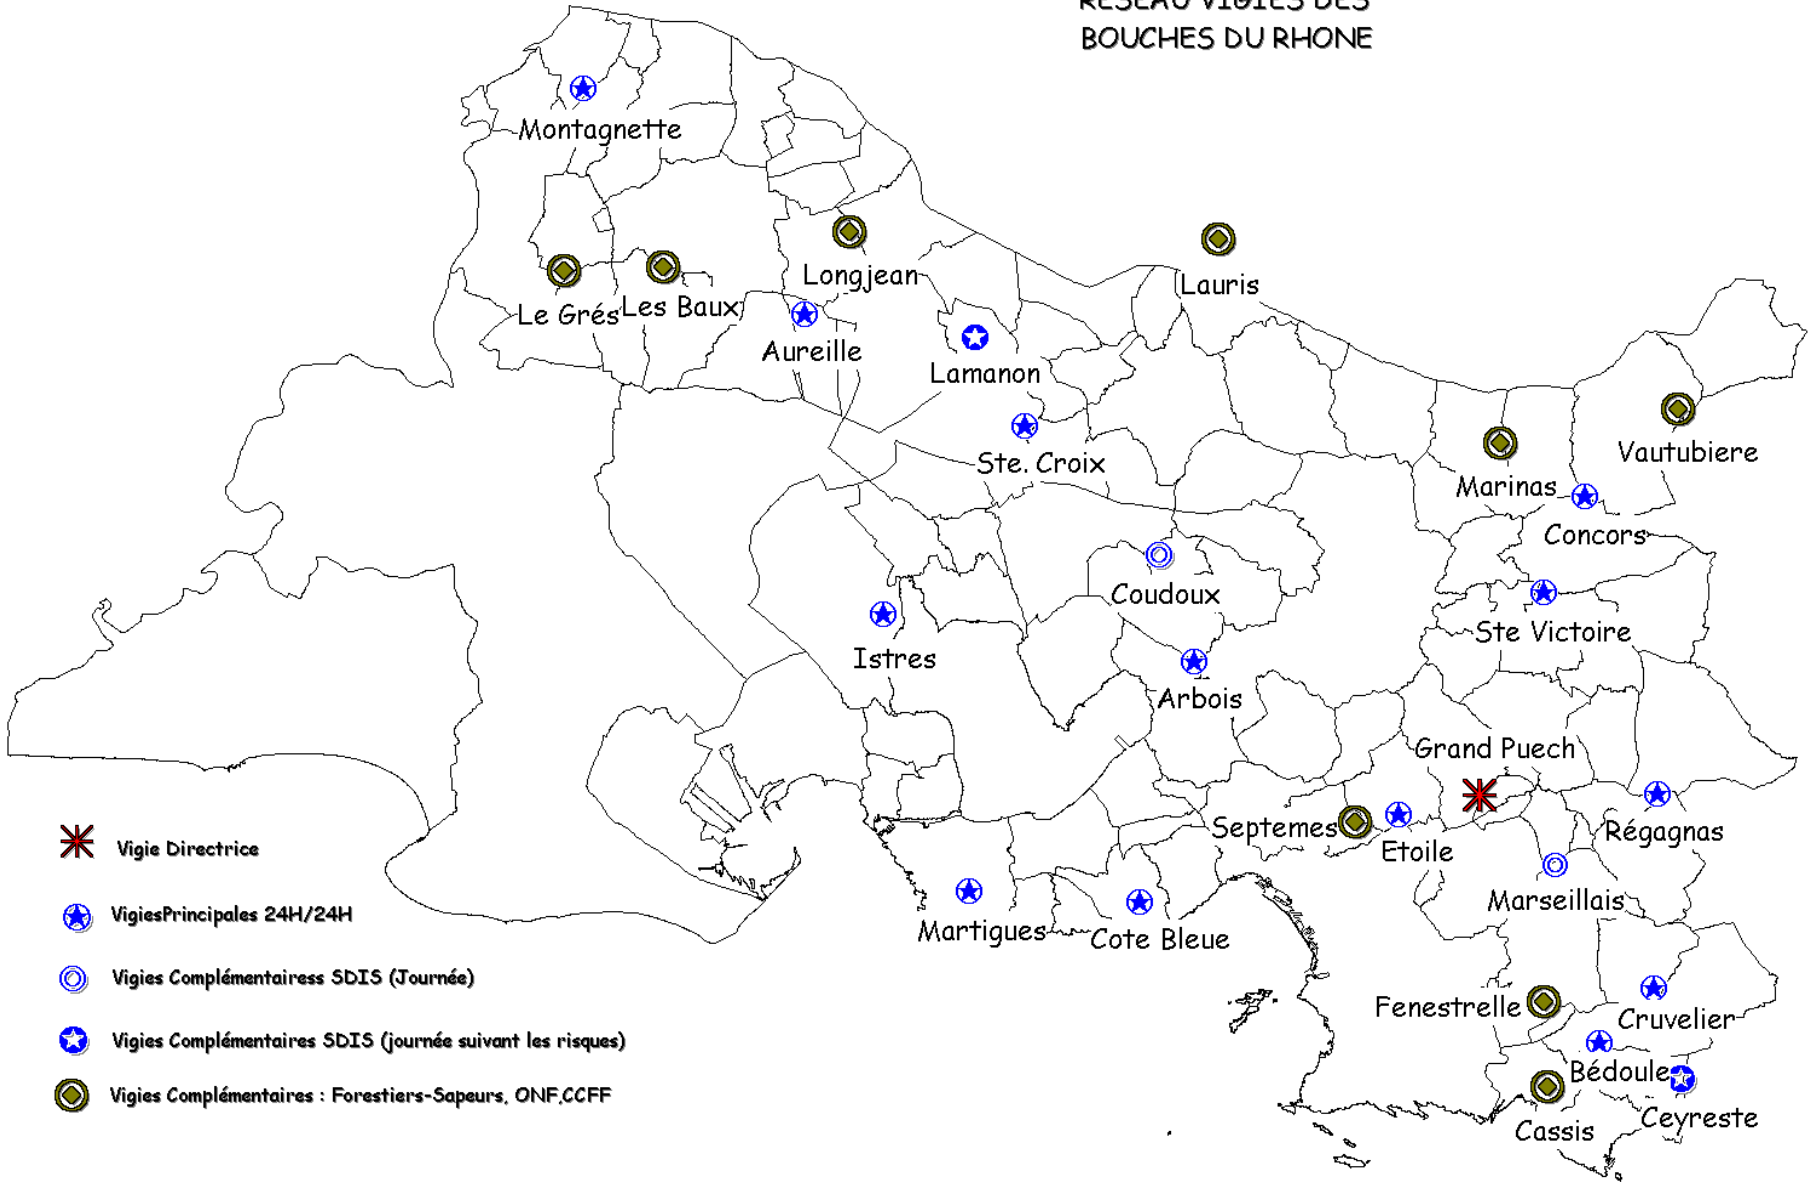 RESEAU VIGIES DES
BOUCHES DU RHONE
Montagnette
Longjean
Lauris
Le Grés
Les Baux
Aureille
Lamanon
Ste. Croix
Vautubiere
Marinas
Concors
Coudoux
Ste Victoire
Istres
Arbois
Grand Puech
Septemes
Etoile
Régagnas
Marseillais
Martigues
Cote Bleue
Fenestrelle
Cruvelier
Bédoule
Ceyreste
Cassis
Vigie Directrice
VigiesPrincipales 24H/24H
Vigies Complémentairess SDIS (Journée)
Vigies Complémentaires SDIS (journée suivant les risques)
Vigies Complémentaires : Forestiers-Sapeurs, ONF,CCFF